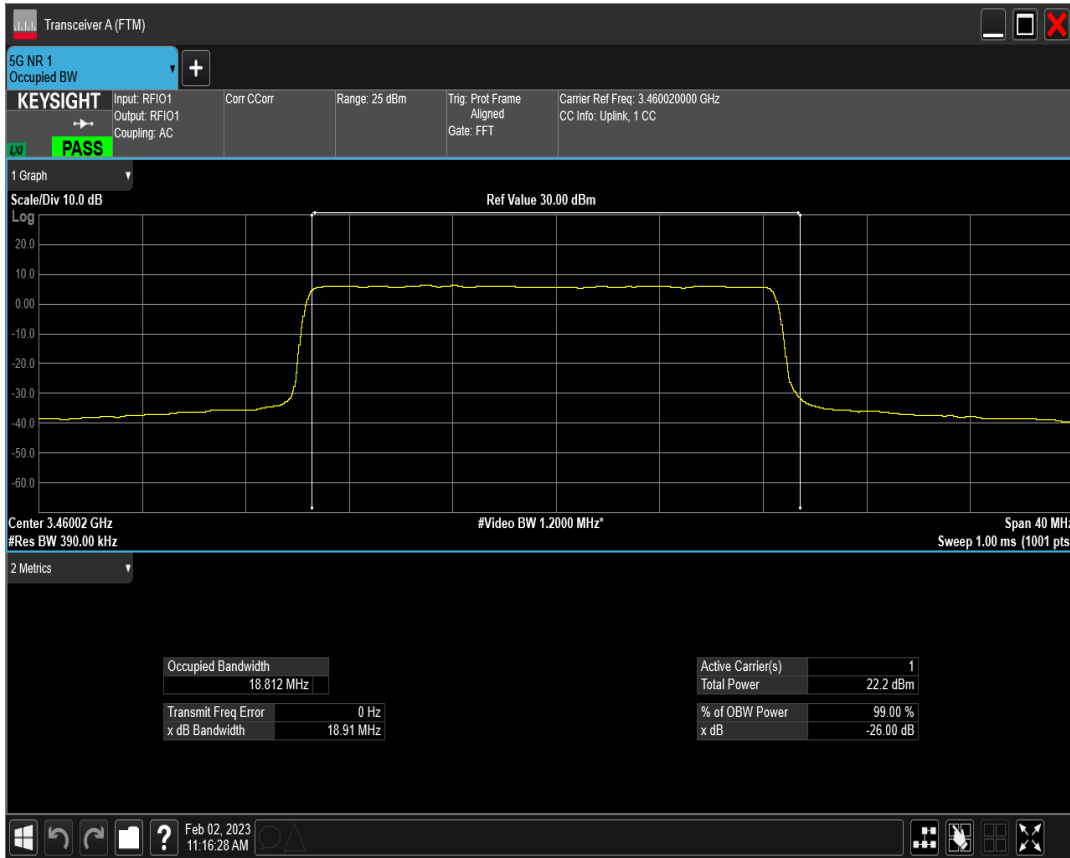 Transceiver A (FTM)
5G NR 1
Occupied BW
+
KEYSIGHT
LXI
PASS
Input: RFIO1
Output: RFIO1
Coupling: AC
Corr CCorr
Range: 25 dBm
Trig: Prot Frame
Aligned
Gate: FFT
Carrier Ref Freq: 3.460020000 GHz
CC Info: Uplink, 1 CC
1 Graph
Scale/Div 10.0 dB
Ref Value 30.00 dBm
Log
20.0
10.0
0.00
-10.0
-20.0
-30.0
-40.0
-50.0
-60.0
Center 3.46002 GHz
#Video BW 1.2000 MHz*
Span 40 MHz
#Res BW 390.00 kHz
Sweep 1.00 ms (1001 pts
2 Metrics
Occupied Bandwidth
18.812 MHz
Transmit Freq Error 0 Hz
x dB Bandwidth 18.91 MHz
Active Carrier(s) 1
Total Power 22.2 dBm
% of OBW Power 99.00 %
x dB -26.00 dB
?
Feb 02, 2023
11:16:28 AM